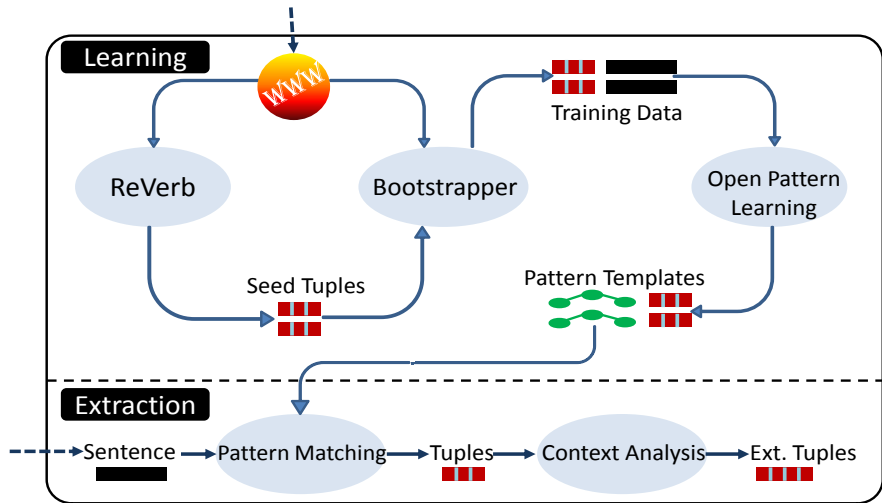 Learning
WWW
Training Data
ReVerb
Bootstrapper
Open Pattern
Learning
Seed Tuples
Pattern Templates
Extraction
Sentence
Pattern Matching
Tuples
Context Analysis
Ext. Tuples